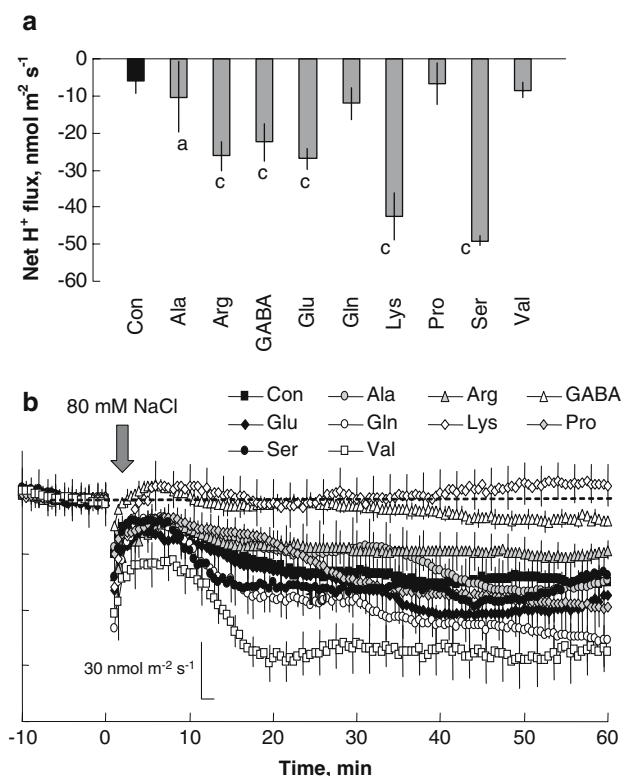 a
Net H⁺ flux, nmol m⁻² s⁻¹
0
-10
-20
-30
-40
-50
-60
a
c
c
c
c
c
Con
Ala
Arg
GABA
Glu
Gln
Lys
Pro
Ser
Val
b
80 mM NaCl
Con Ala Arg GABA
Glu Gln Lys Pro
Ser Val
30 nmol m⁻² s⁻¹
-10 0 10 20 30 40 50 60
Time, min